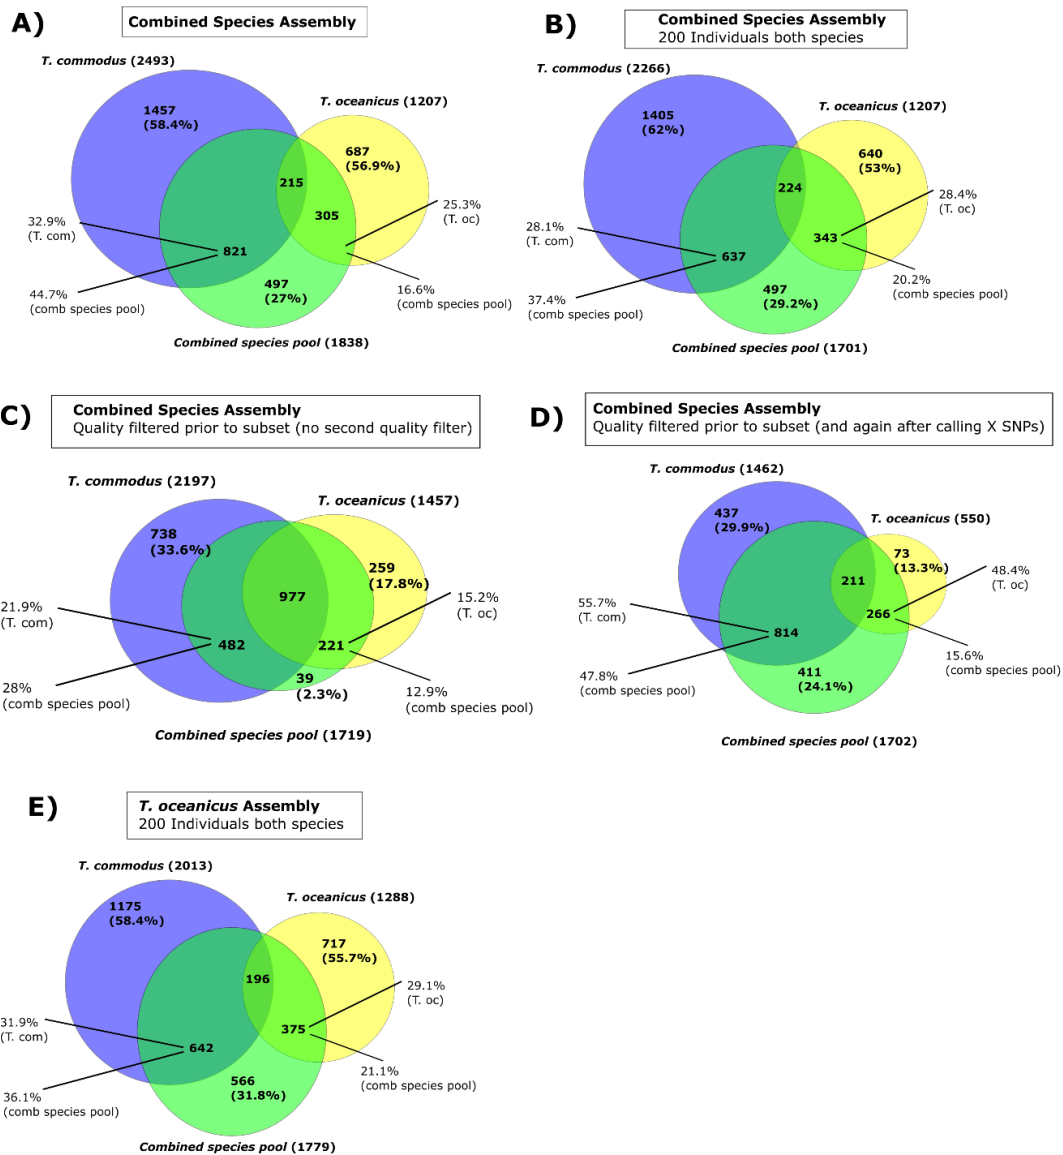 A)
Combined Species Assembly
T. commodus (2493)
T. oceanicus (1207)
1457
(58.4%)
687
(56.9%)
215
305
25.3%
(T. oc)
32.9%
(T. com)
821
497
(27%)
16.6%
(comb species pool)
44.7%
(comb species pool)
Combined species pool (1838)
B)
Combined Species Assembly
200 Individuals both species
T. commodus (2266)
T. oceanicus (1207)
1405
(62%)
640
(53%)
224
28.4%
(T. oc)
28.1%
(T. com)
343
637
20.2%
(comb species pool)
37.4%
(comb species pool)
497
(29.2%)
Combined species pool (1701)
C)
Combined Species Assembly
Quality filtered prior to subset (no second quality filter)
T. commodus (2197)
T. oceanicus (1457)
738
(33.6%)
259
(17.8%)
977
15.2%
(T. oc)
21.9%
(T. com)
482
221
39
(2.3%)
28%
(comb species pool)
12.9%
(comb species pool)
Combined species pool (1719)
D)
Combined Species Assembly
Quality filtered prior to subset (and again after calling X SNPs)
T. commodus (1462)
T. oceanicus (550)
437
(29.9%)
73
(13.3%)
211
48.4%
(T. oc)
55.7%
(T. com)
266
814
15.6%
(comb species pool)
47.8%
(comb species pool)
411
(24.1%)
Combined species pool (1702)
E)
T. oceanicus Assembly
200 Individuals both species
T. commodus (2013)
T. oceanicus (1288)
1175
(58.4%)
717
(55.7%)
196
29.1%
(T. oc)
31.9%
(T. com)
375
642
21.1%
(comb species pool)
566
(31.8%)
36.1%
(comb species pool)
Combined species pool (1779)